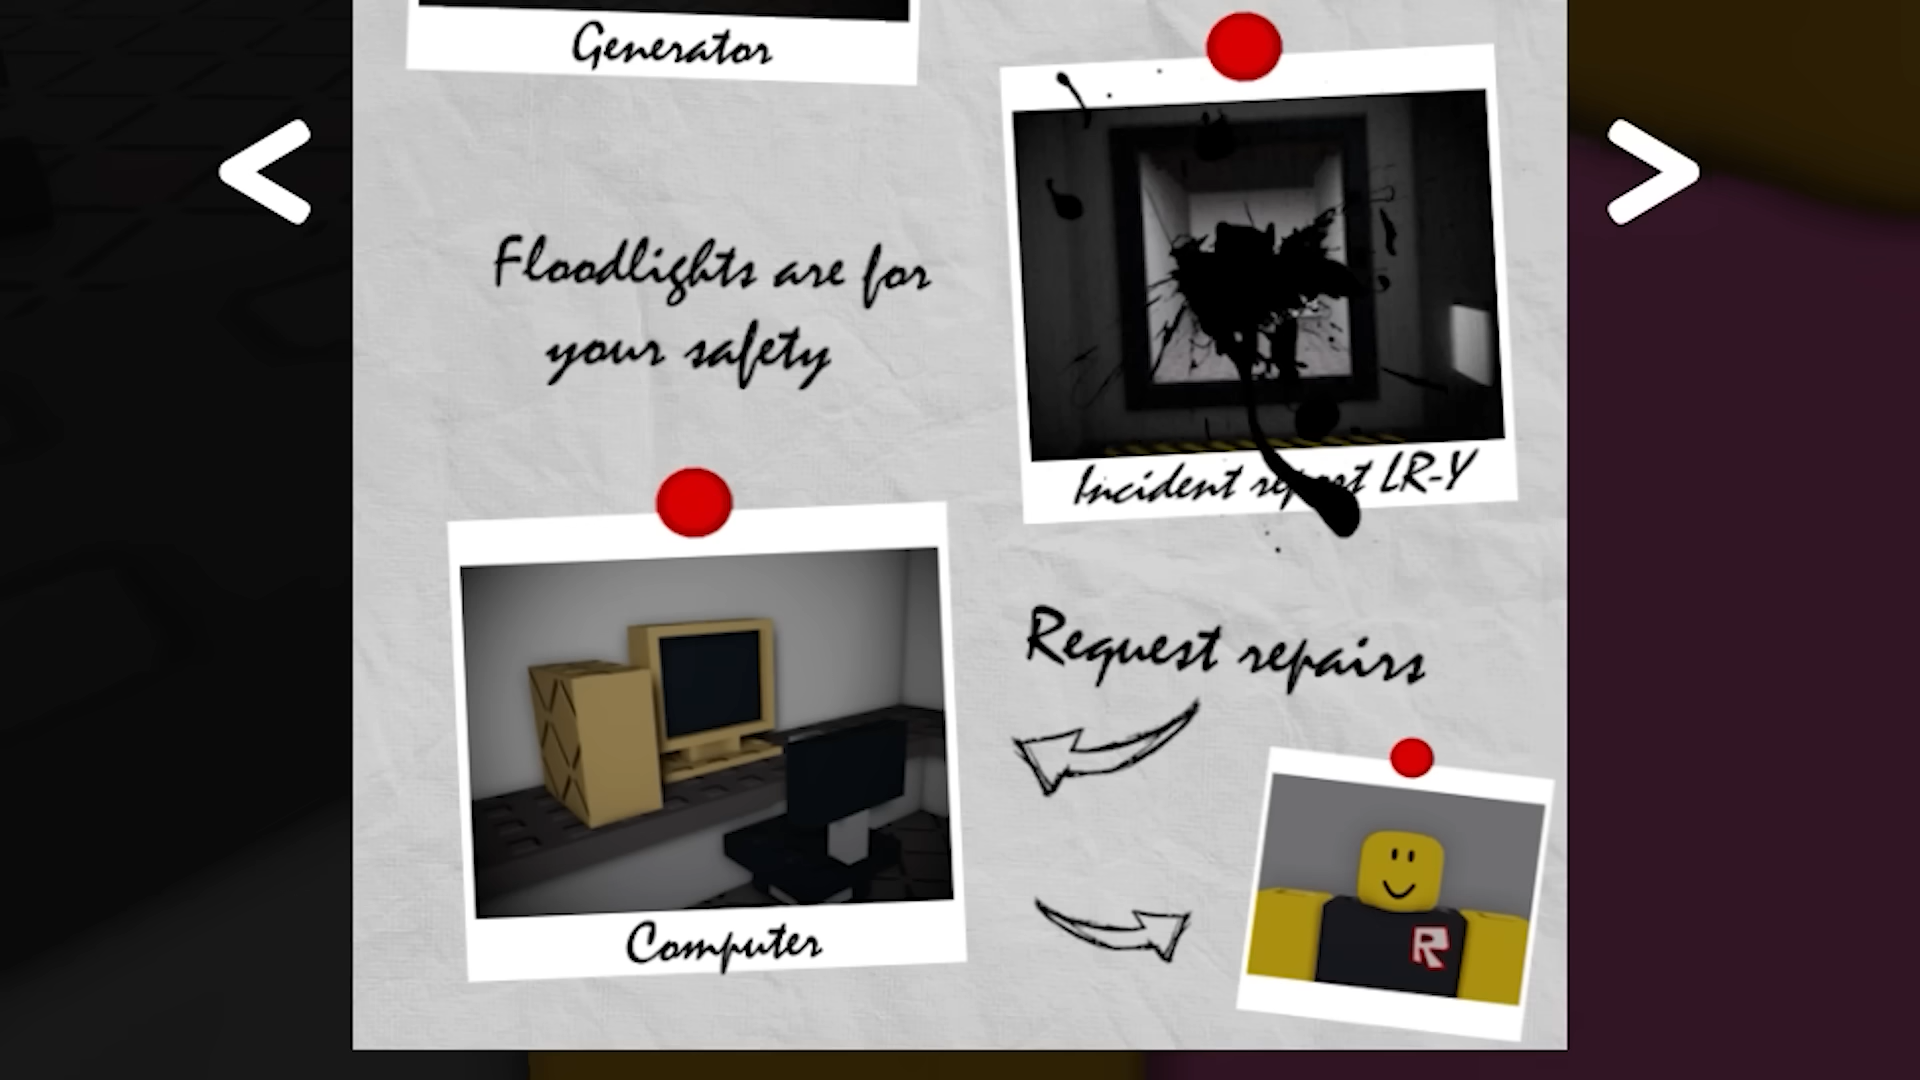 Generator
Floodlights are for
your safety
Incident report LR-Y
Request repairs
Computer
R